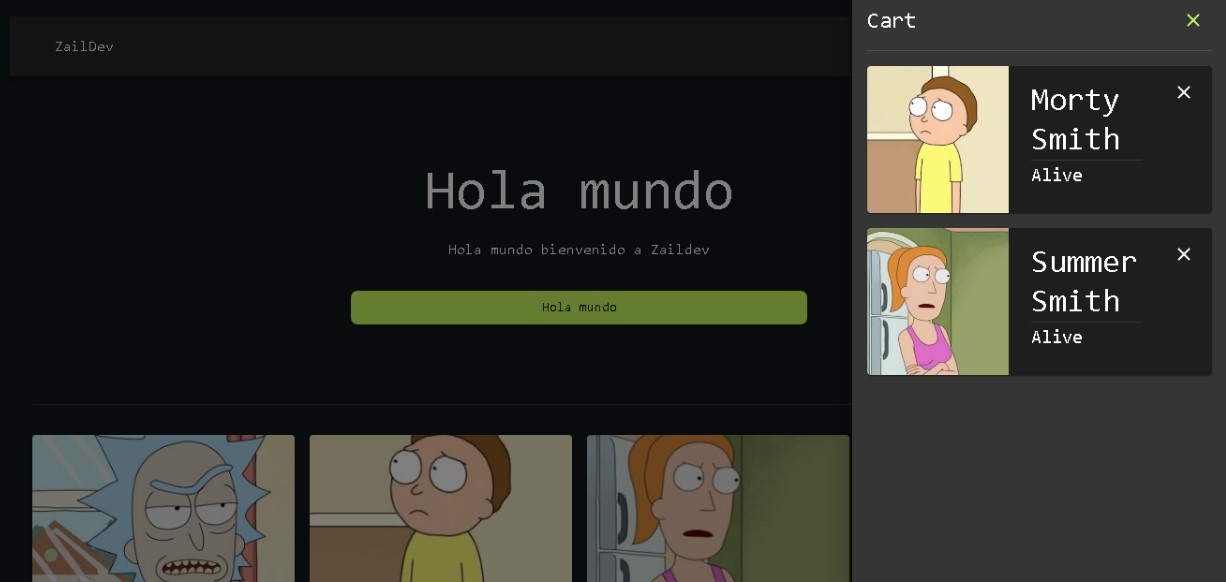 ZailDev
Hola mundo
Hola mundo bienvenido a Zaildev
Hola mundo
Cart
Morty
Smith
Alive
Summer
Smith
Alive